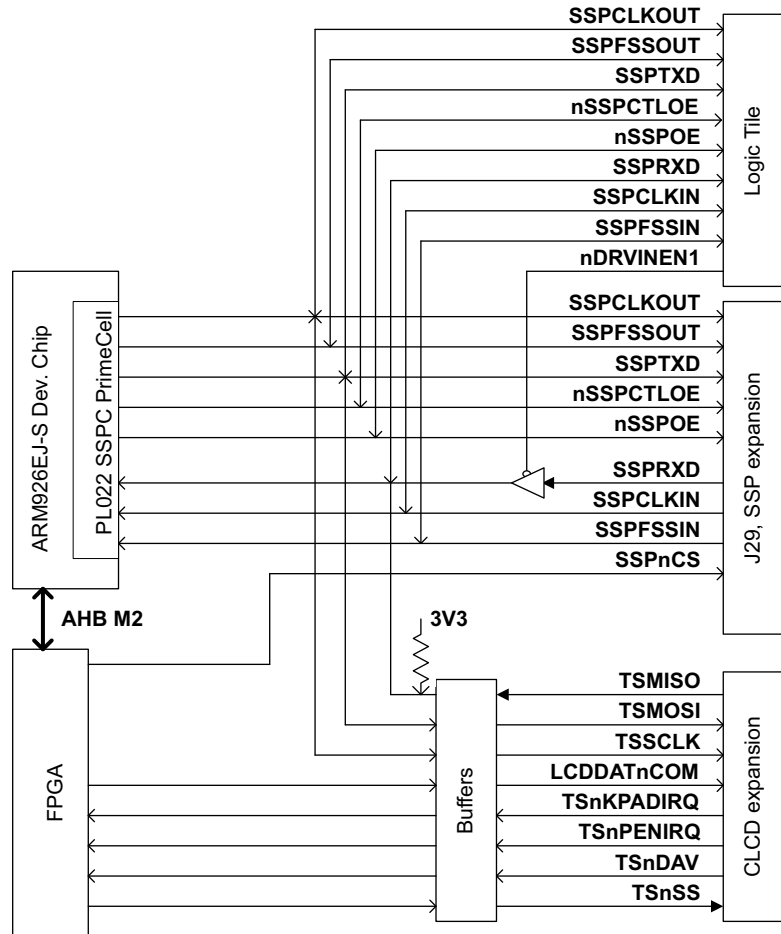 SSPCLKOUT
SSPFSSOUT
SSPTXD
nSSPCTLOE
nSSPOE
SSPRXD
SSPCLKIN
SSPFSSIN
nDRVINEN1
Logic Tile
ARM926EJ-S Dev. Chip
PL022 SSPC PrimeCell
SSPCLKOUT
SSPFSSOUT
SSPTXD
nSSPCTLOE
nSSPOE
SSPRXD
SSPCLKIN
SSPFSSIN
SSPnCS
J29, SSP expansion
AHB M2
3V3
FPGA
Buffers
TSMISO
TSMOSI
TSSCLK
LCDDATnCOM
TSnKPADIRQ
TSnPENIRQ
TSnDAV
TSnSS
CLCD expansion